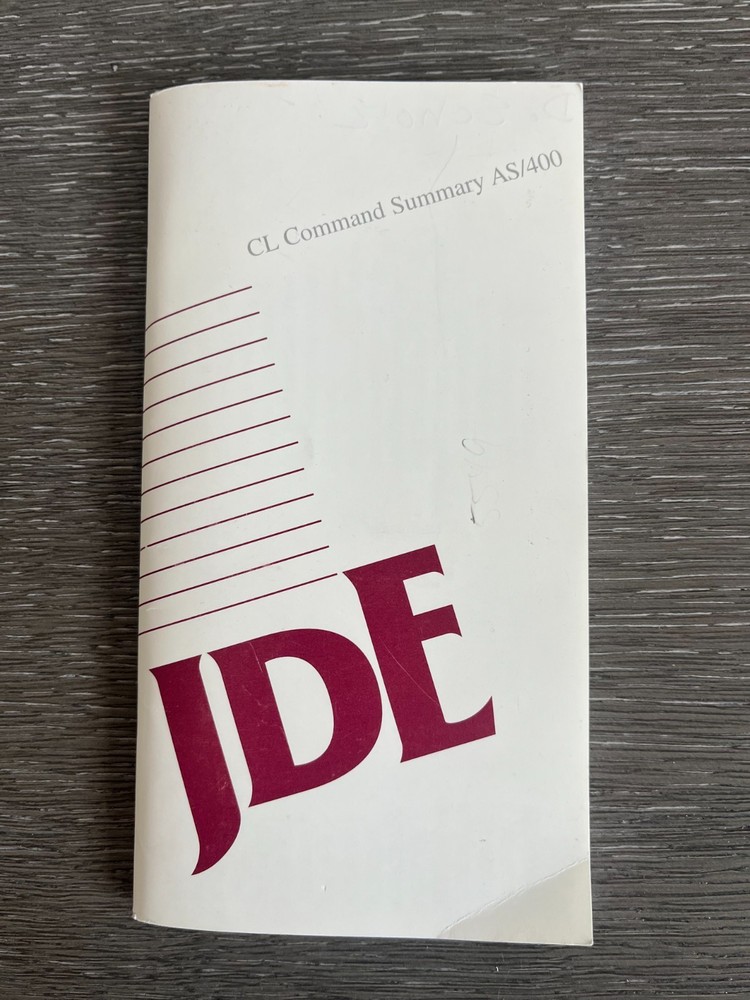 CL Command Summary AS/400
JDE